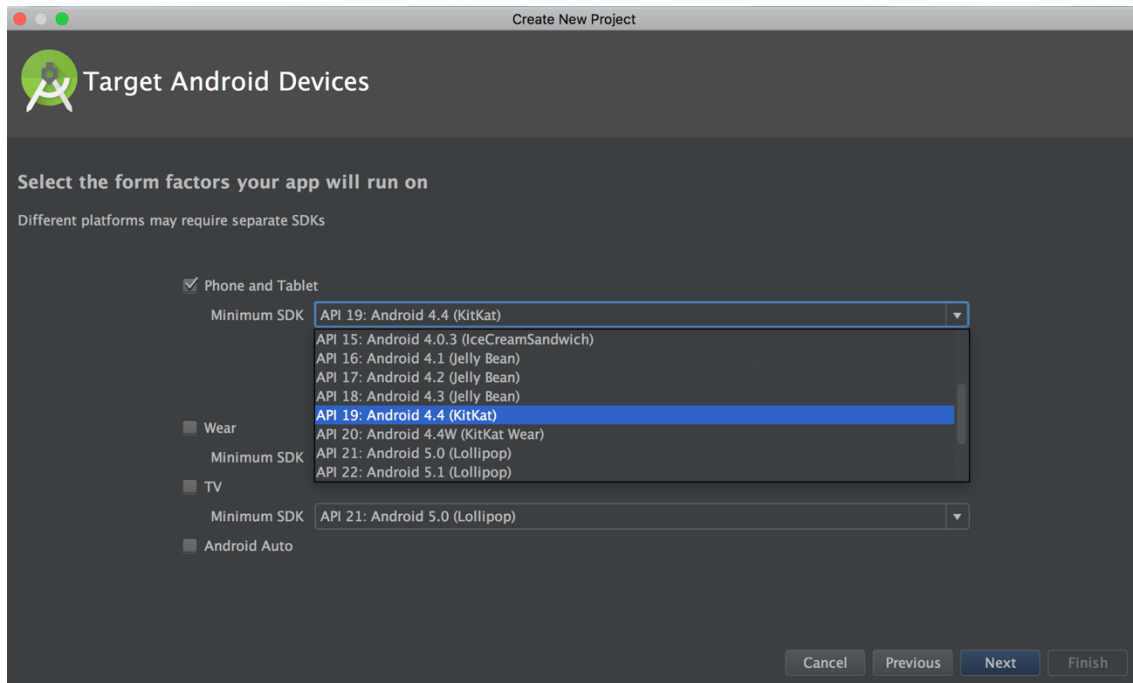 Create New Project
Target Android Devices
Select the form factors your app will run on
Different platforms may require separate SDKs
Phone and Tablet
Minimum SDK API 19: Android 4.4 (KitKat)
API 15: Android 4.0.3 (IceCreamSandwich)
API 16: Android 4.1 (Jelly Bean)
API 17: Android 4.2 (Jelly Bean)
API 18: Android 4.3 (Jelly Bean)
API 19: Android 4.4 (KitKat)
Wear
API 20: Android 4.4W (KitKat Wear)
Minimum SDK API 21: Android 5.0 (Lollipop)
API 22: Android 5.1 (Lollipop)
TV
Minimum SDK API 21: Android 5.0 (Lollipop)
Android Auto
Cancel Previous Next Finish